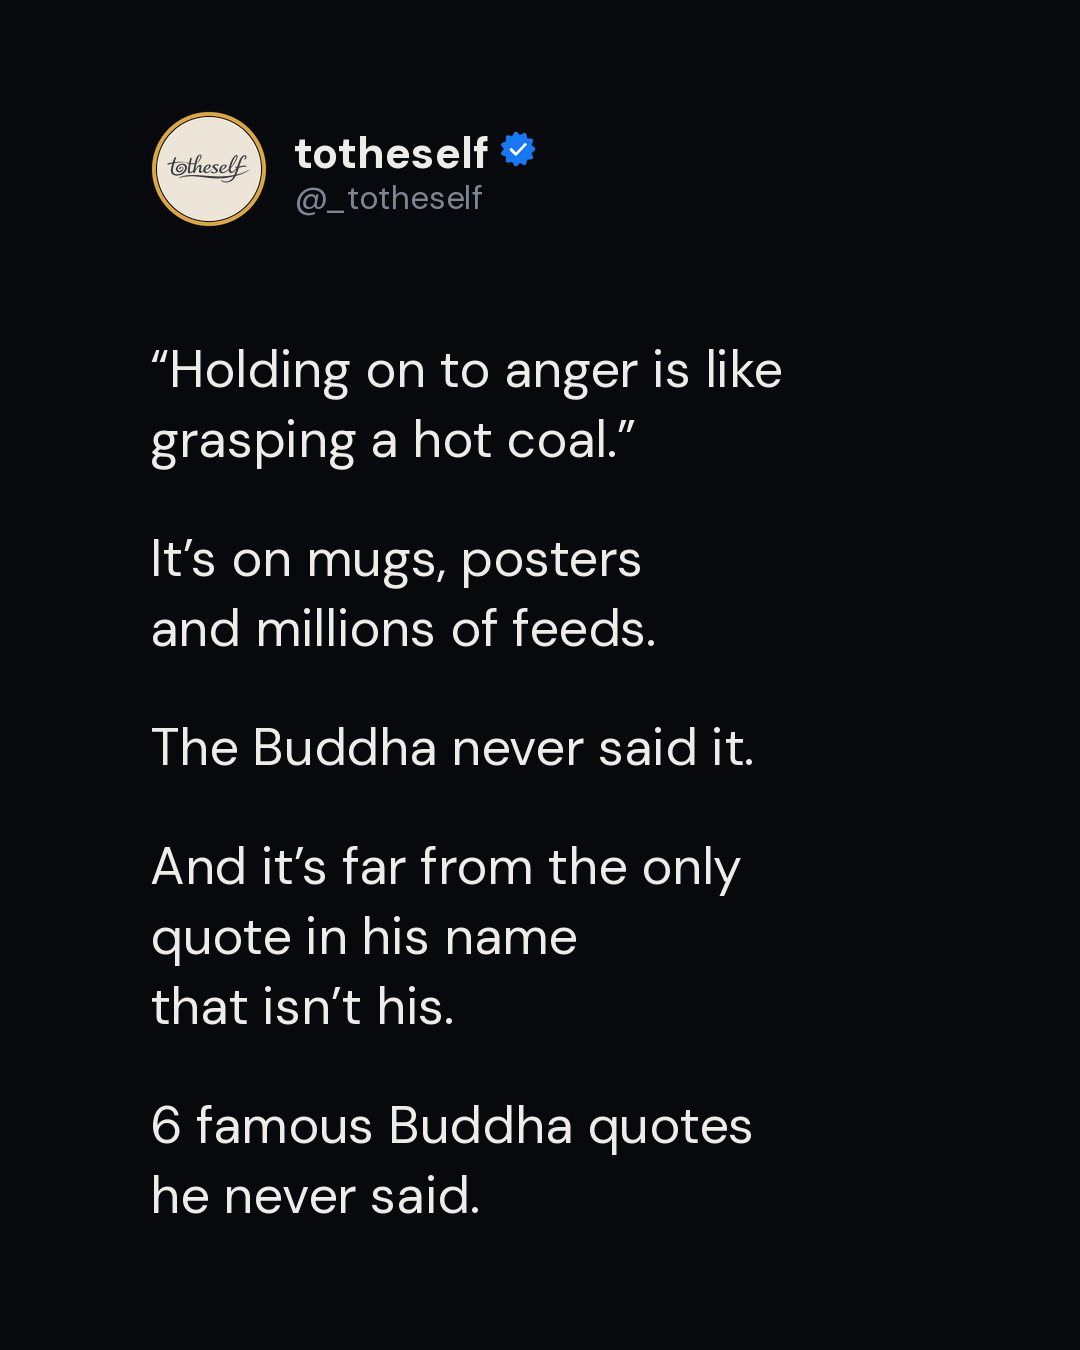 totheself
totheself
@_totheself
“Holding on to anger is like
grasping a hot coal.”
It’s on mugs, posters
and millions of feeds.
The Buddha never said it.
And it’s far from the only
quote in his name
that isn’t his.
6 famous Buddha quotes
he never said.